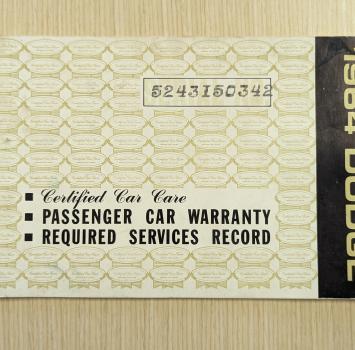 5243150342
Certified Car Care
PASSENGER CAR WARRANTY
REQUIRED SERVICES RECORD
1964 DODGE